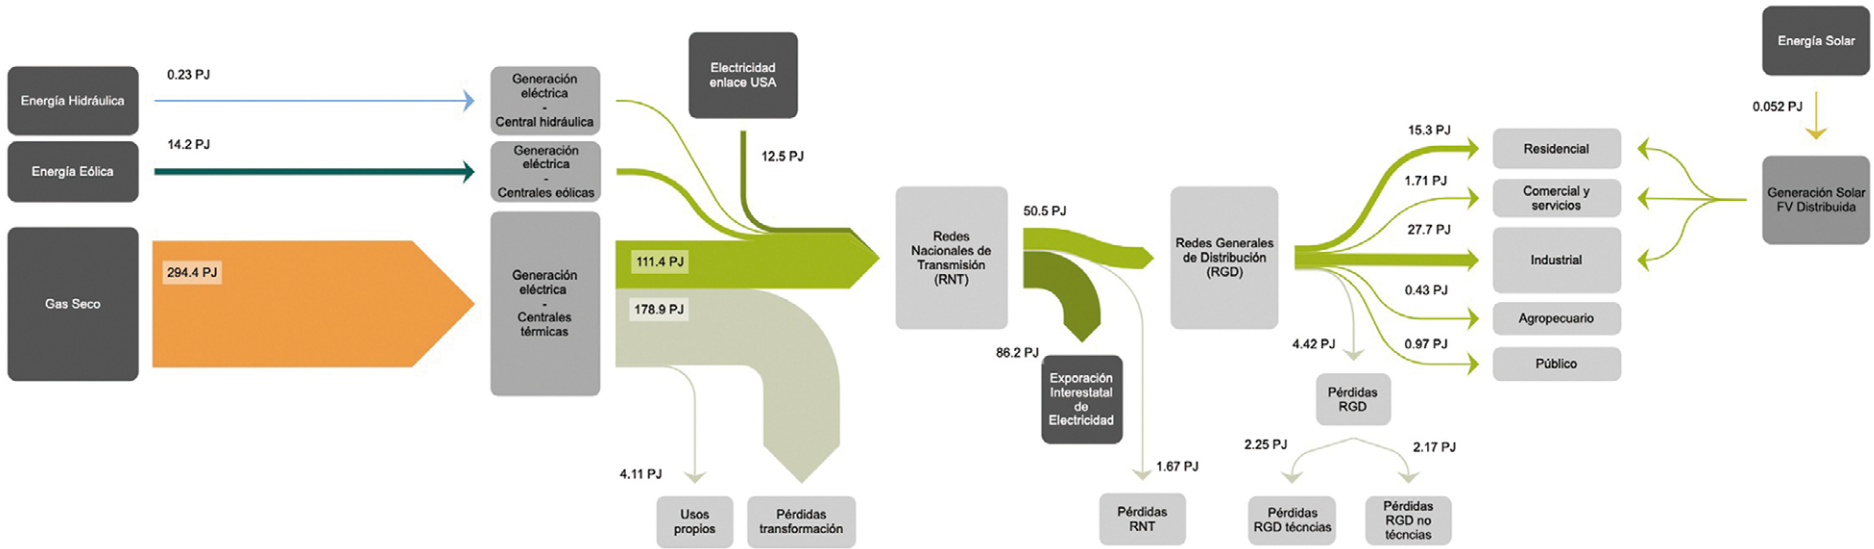 Energía Hidráulica
0.23 PJ
Generación
eléctrica
-
Central hidráulica
Energía Eólica
14.2 PJ
Generación
eléctrica
-
Centrales eólicas
Gas Seco
294.4 PJ
Generación
eléctrica
-
Centrales
térmicas
Electricidad
enlace USA
12.5 PJ
111.4 PJ
178.9 PJ
4.11 PJ
Usos
propios
Pérdidas
transformación
Redes
Nacionales de
Transmisión
(RNT)
50.5 PJ
86.2 PJ
Exporación
Interestatal
de
Electricidad
1.67 PJ
Pérdidas
RNT
Redes Generales
de Distribución
(RGD)
15.3 PJ
Residencial
1.71 PJ
Comercial y
servicios
27.7 PJ
Industrial
0.43 PJ
Agropecuario
0.97 PJ
Público
4.42 PJ
Pérdidas
RGD
2.25 PJ
2.17 PJ
Pérdidas
RGD técncias
Pérdidas
RGD no
técncias
Energía Solar
0.052 PJ
Generación Solar
FV Distribuida